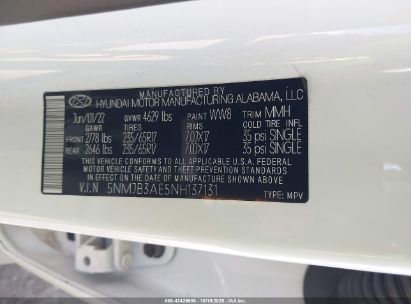 MANUFACTURED BY
HYUNDAI MOTOR MANUFACTURING ALABAMA, LLC
Jun/01/22 GVWR 4629 lbs PAINT WW8 TRIM MMH
GAWR TIRES RIMS COLD TIRE INFLATION
FRONT 2778 lbs 235/65R17 7.0JX17 35 psi SINGLE
REAR 2646 lbs 235/65R17 7.0JX17 35 psi SINGLE
THIS VEHICLE CONFORMS TO ALL APPLICABLE U.S. FEDERAL MOTOR
VEHICLE SAFETY, BUMPER, AND THEFT PREVENTION STANDARDS
IN EFFECT ON THE DATE OF MANUFACTURE SHOWN ABOVE.
V.I.N 5NMJB3AE5NH137131 TYPE: MPV